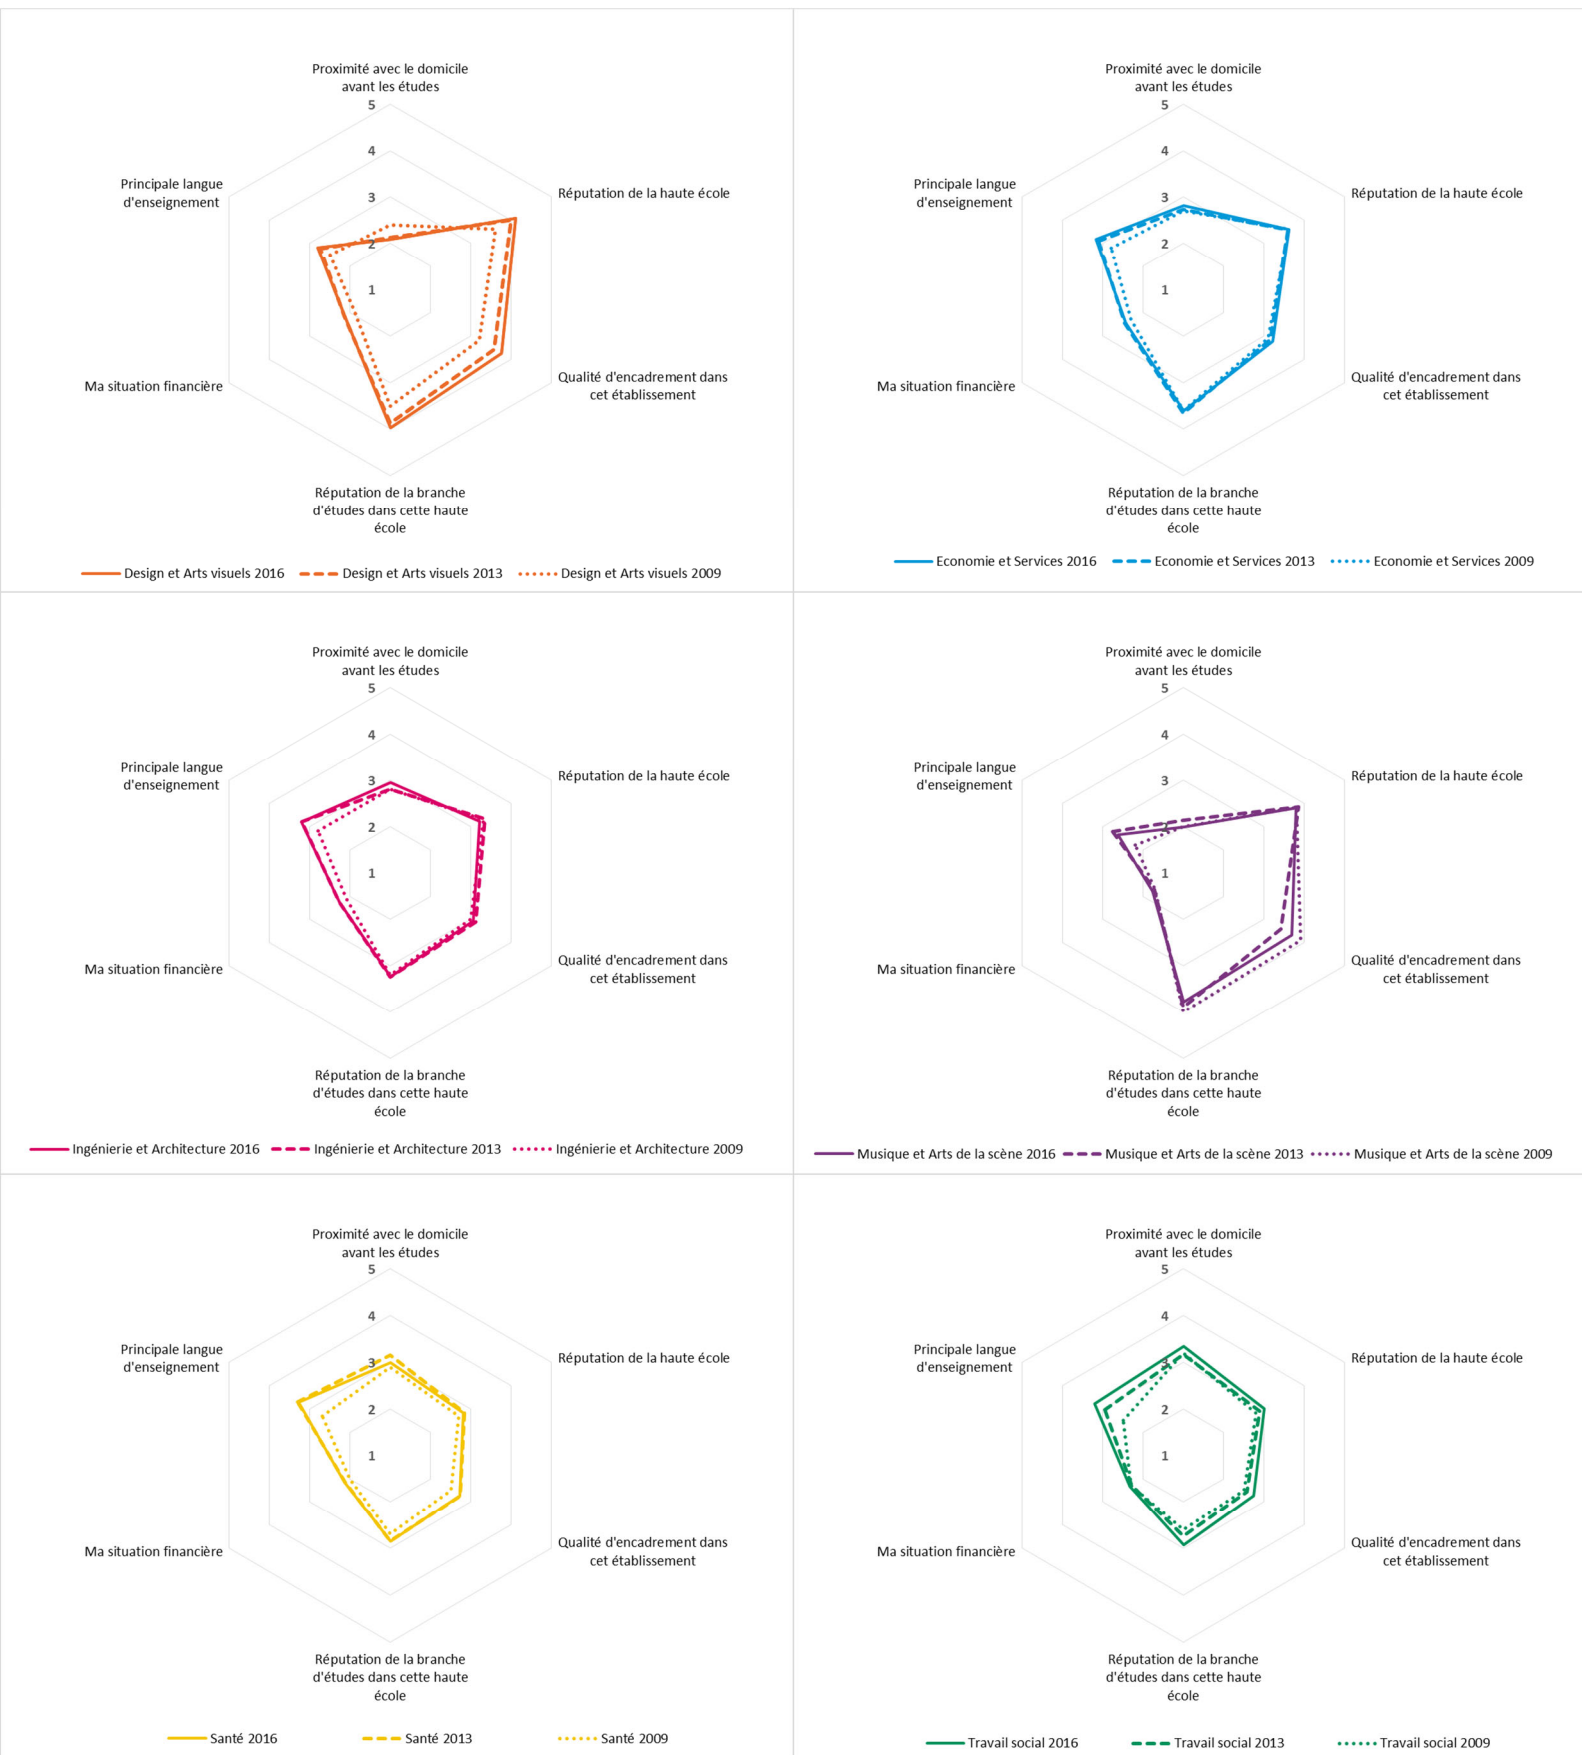 Proximité avec le domicile
avant les études
5
4
3
2
1
Principale langue
d'enseignement
Réputation de la haute école
Ma situation financière
Qualité d'encadrement dans
cet établissement
Réputation de la branche
d'études dans cette haute
école
Design et Arts visuels 2016 Design et Arts visuels 2013 Design et Arts visuels 2009
Proximité avec le domicile
avant les études
5
4
3
2
1
Principale langue
d'enseignement
Réputation de la haute école
Ma situation financière
Qualité d'encadrement dans
cet établissement
Réputation de la branche
d'études dans cette haute
école
Economie et Services 2016 Economie et Services 2013 Economie et Services 2009
Proximité avec le domicile
avant les études
5
4
3
2
1
Principale langue
d'enseignement
Réputation de la haute école
Ma situation financière
Qualité d'encadrement dans
cet établissement
Réputation de la branche
d'études dans cette haute
école
Ingénierie et Architecture 2016 Ingénierie et Architecture 2013 Ingénierie et Architecture 2009
Proximité avec le domicile
avant les études
5
4
3
2
1
Principale langue
d'enseignement
Réputation de la haute école
Ma situation financière
Qualité d'encadrement dans
cet établissement
Réputation de la branche
d'études dans cette haute
école
Musique et Arts de la scène 2016 Musique et Arts de la scène 2013 Musique et Arts de la scène 2009
Proximité avec le domicile
avant les études
5
4
3
2
1
Principale langue
d'enseignement
Réputation de la haute école
Ma situation financière
Qualité d'encadrement dans
cet établissement
Réputation de la branche
d'études dans cette haute
école
Santé 2016 Santé 2013 Santé 2009
Proximité avec le domicile
avant les études
5
4
3
2
1
Principale langue
d'enseignement
Réputation de la haute école
Ma situation financière
Qualité d'encadrement dans
cet établissement
Réputation de la branche
d'études dans cette haute
école
Travail social 2016 Travail social 2013 Travail social 2009